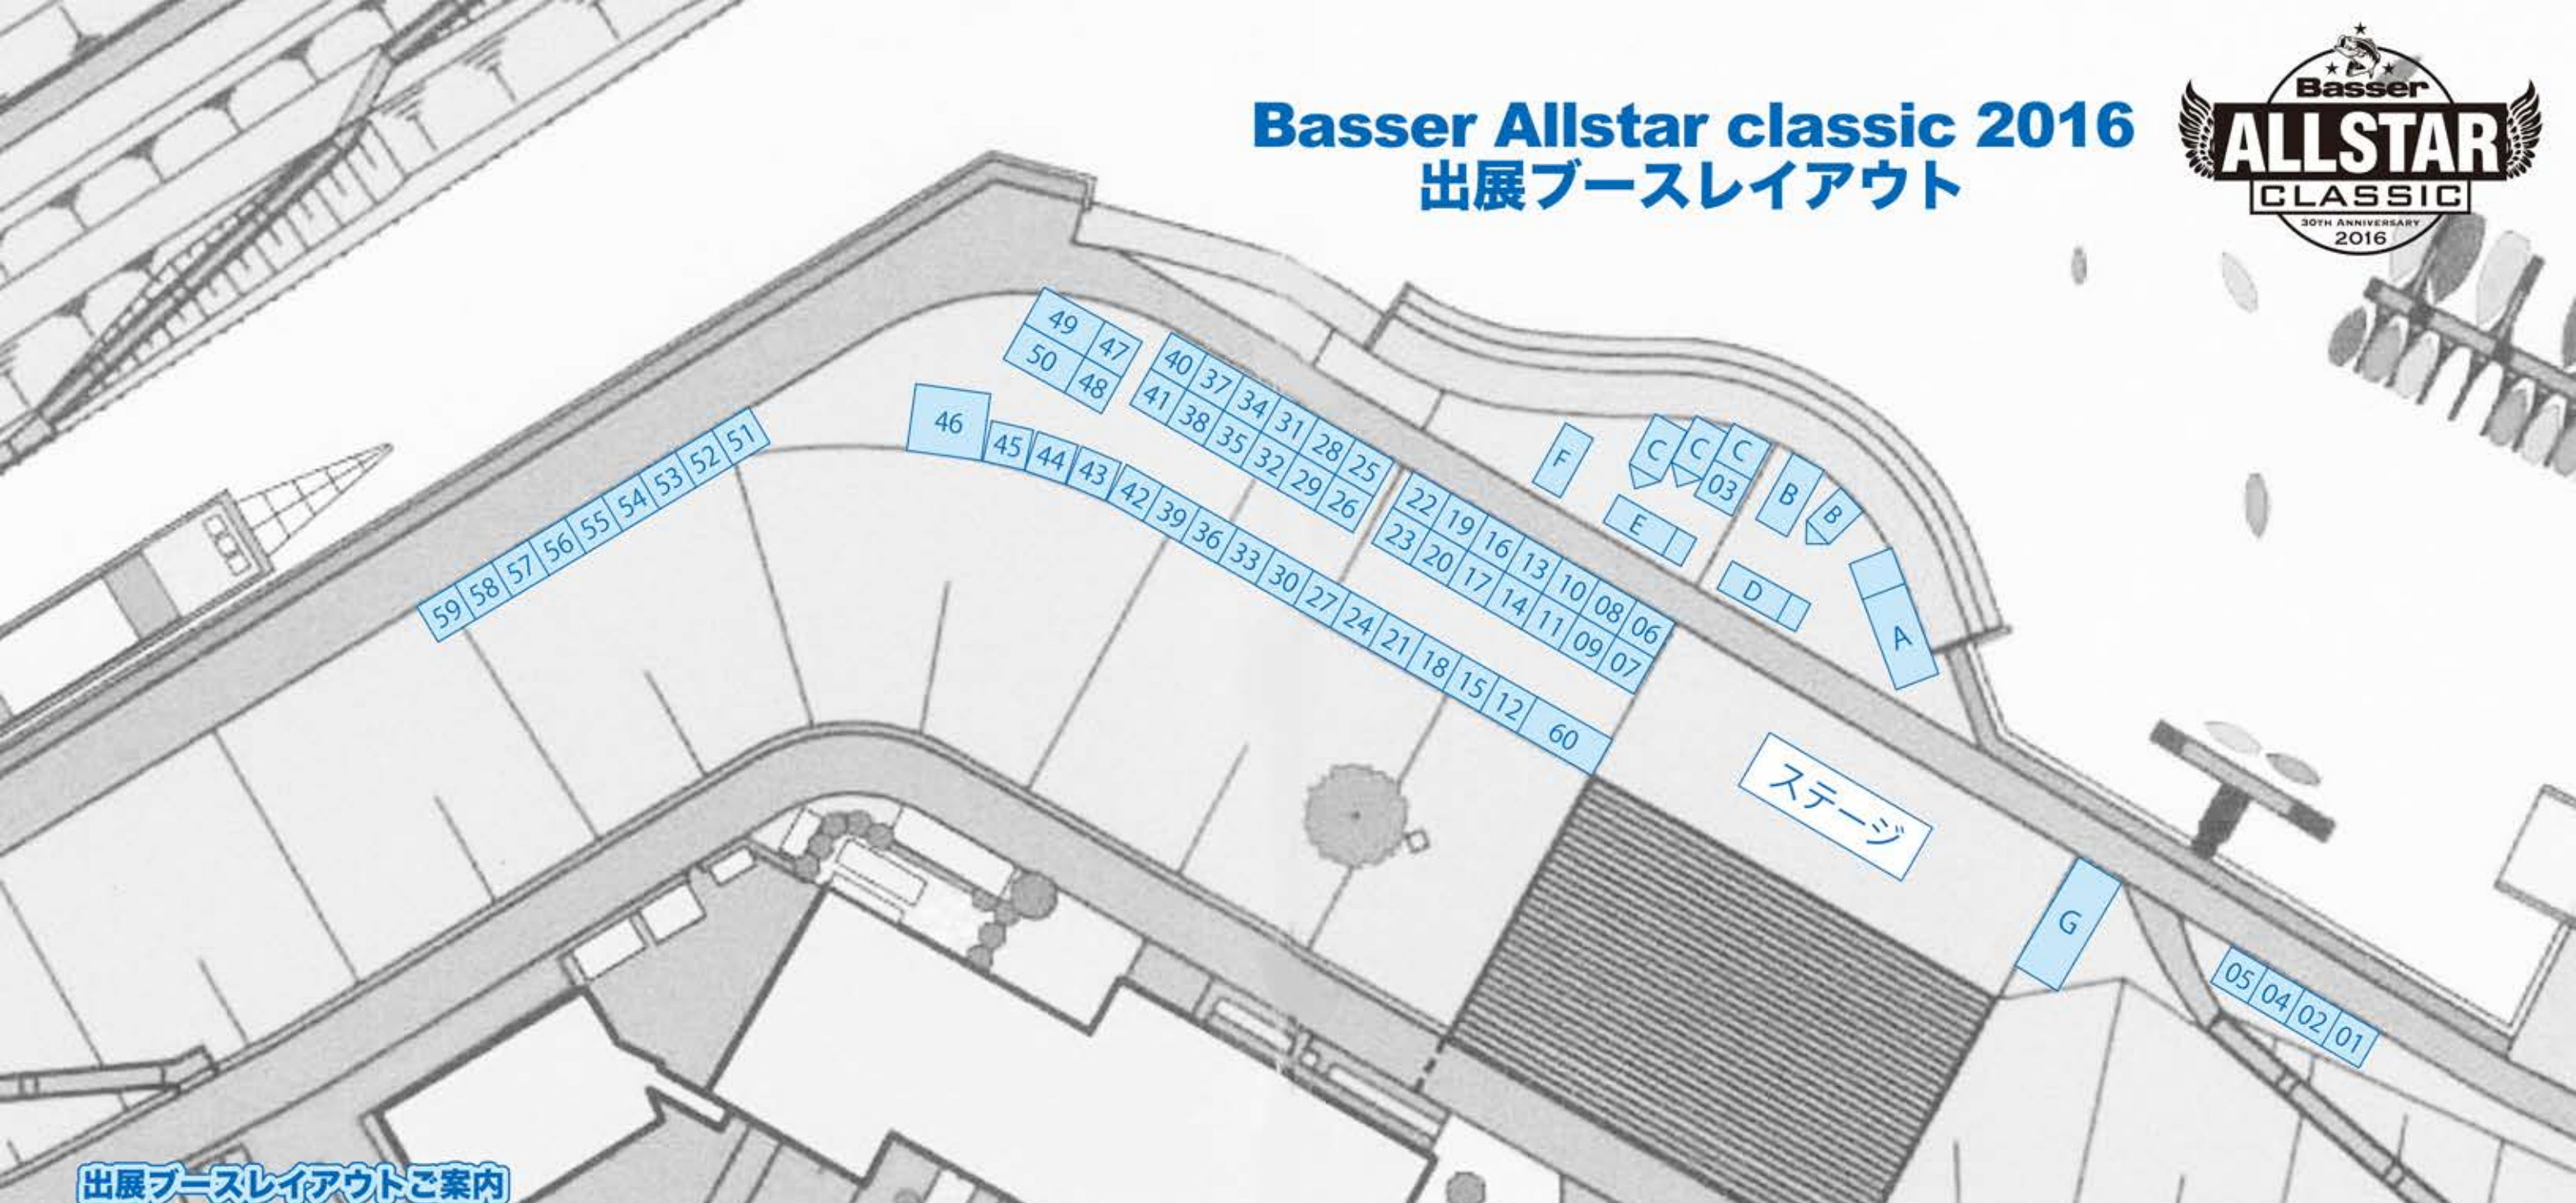 Basser Allstar classic 2016
出展ブースレイアウト
Basser
ALLSTAR
CLASSIC
30TH ANNIVERSARY
2016
49 47
50 48
40 37 34 31 28 25
41 38 35 32 29 26
46 45 44 43 42 39 36 33 30 27 24 21 18 15 12 60
22 19 16 13 10 08 06
23 20 17 14 11 09 07
59 58 57 56 55 54 53 52 51
F
C
C
C
03
B
B
E
D
A
ステージ
G
05 04 02 01
出展ブースレイアウトご案内